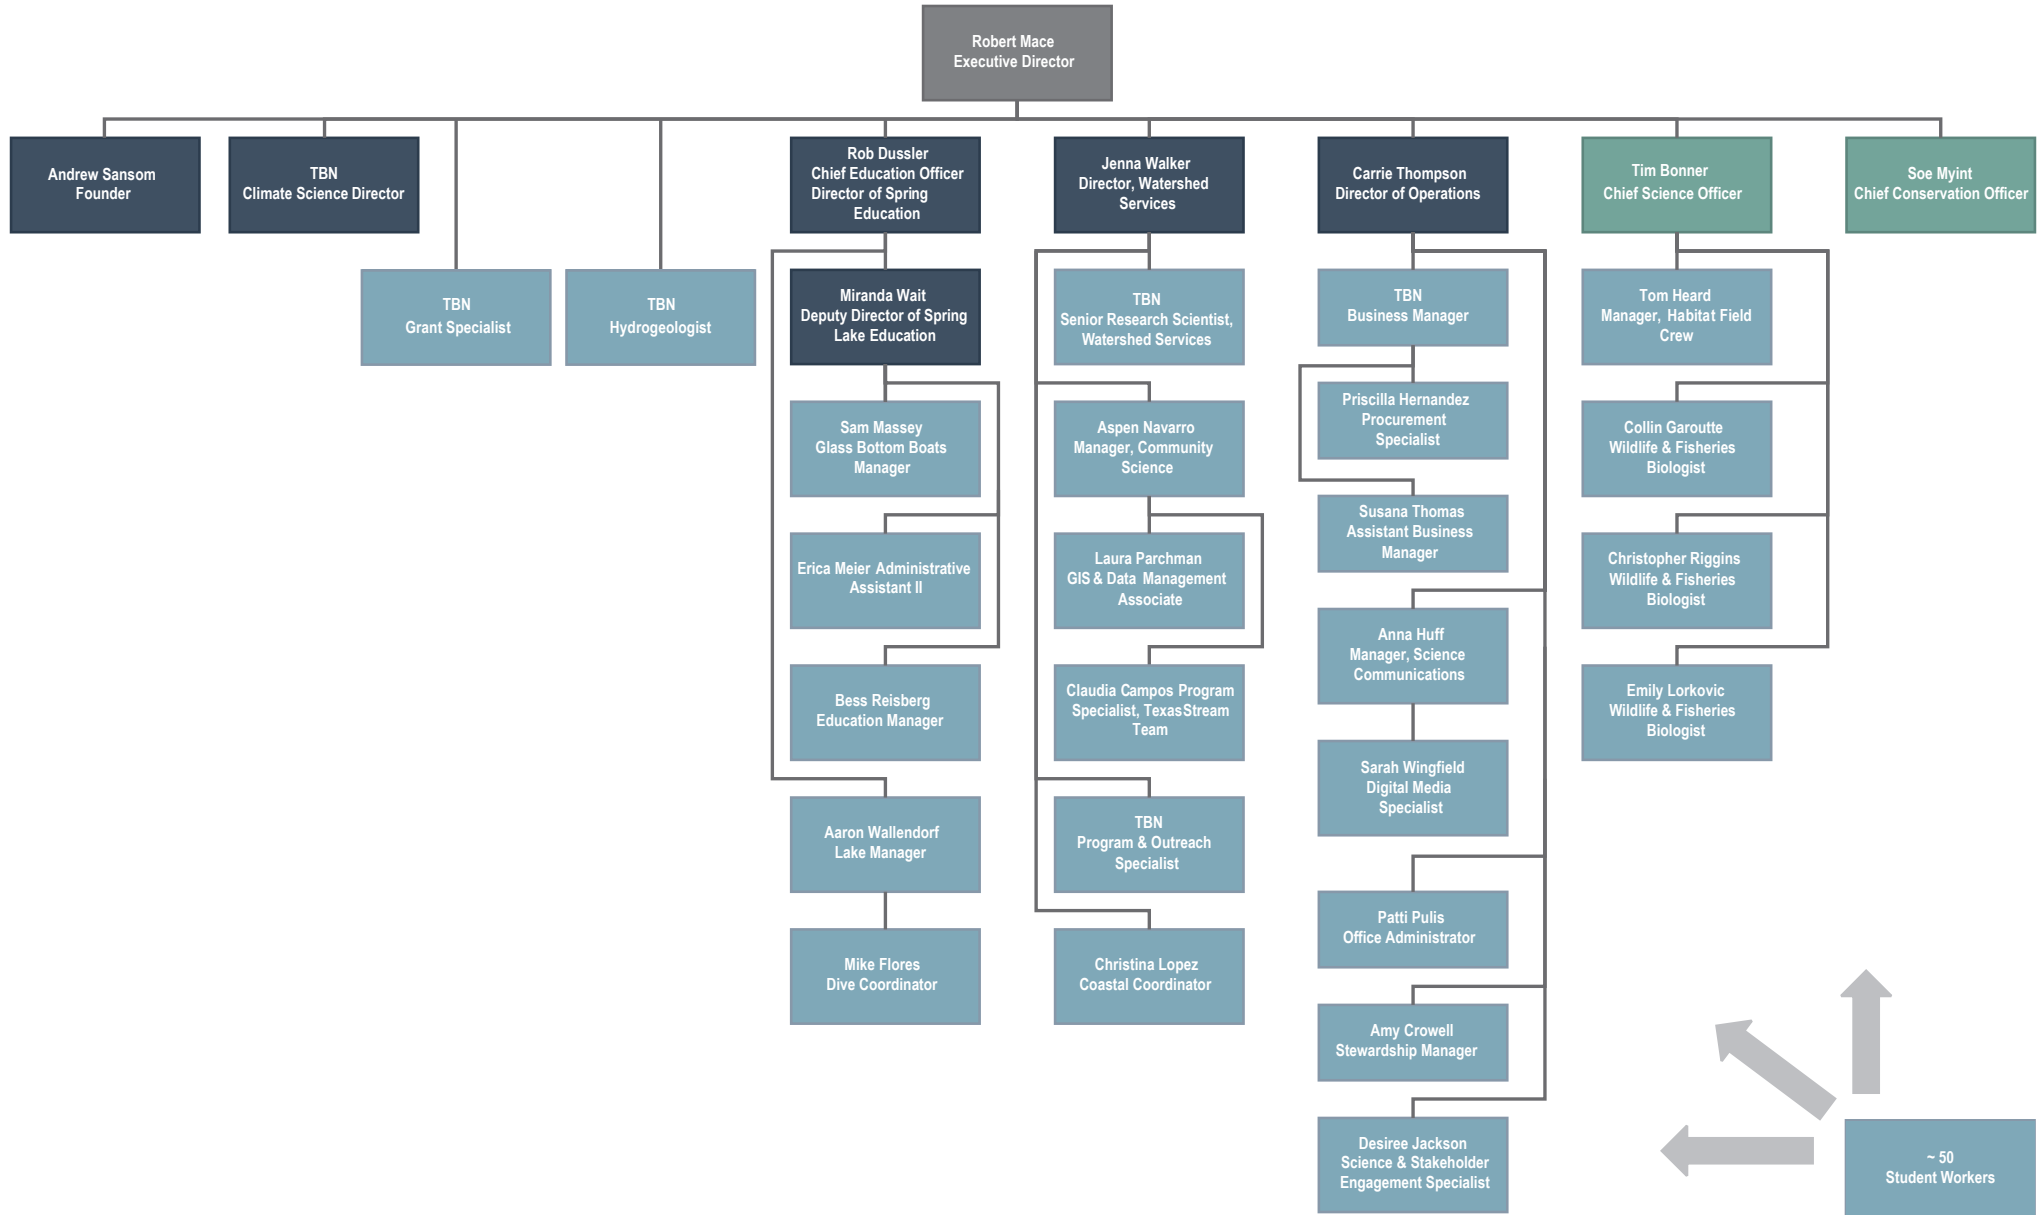 Robert Mace
Executive Director
Andrew Sansom
Founder
TBN
Climate Science Director
Rob Dussler
Chief Education Officer
Director of Spring
Education
Jenna Walker
Director, Watershed
Services
Carrie Thompson
Director of Operations
Tim Bonner
Chief Science Officer
Soe Myint
Chief Conservation Officer
TBN
Grant Specialist
TBN
Hydrogeologist
Miranda Wait
Deputy Director of Spring
Lake Education
Sam Massey
Glass Bottom Boats
Manager
Erica Meier Administrative
Assistant II
Bess Reisberg
Education Manager
Aaron Wallendorf
Lake Manager
Mike Flores
Dive Coordinator
TBN
Senior Research Scientist,
Watershed Services
Aspen Navarro
Manager, Community
Science
Laura Parchman
GIS & Data Management
Associate
Claudia Campos Program
Specialist, TexasStream
Team
TBN
Program & Outreach
Specialist
Christina Lopez
Coastal Coordinator
TBN
Business Manager
Priscilla Hernandez
Procurement
Specialist
Susana Thomas
Assistant Business
Manager
Anna Huff
Manager, Science
Communications
Sarah Wingfield
Digital Media
Specialist
Patti Pulis
Office Administrator
Amy Crowell
Stewardship Manager
Desiree Jackson
Science & Stakeholder
Engagement Specialist
Tom Heard
Manager, Habitat Field
Crew
Collin Garoutte
Wildlife & Fisheries
Biologist
Christopher Riggins
Wildlife & Fisheries
Biologist
Emily Lorkovic
Wildlife & Fisheries
Biologist
~ 50
Student Workers